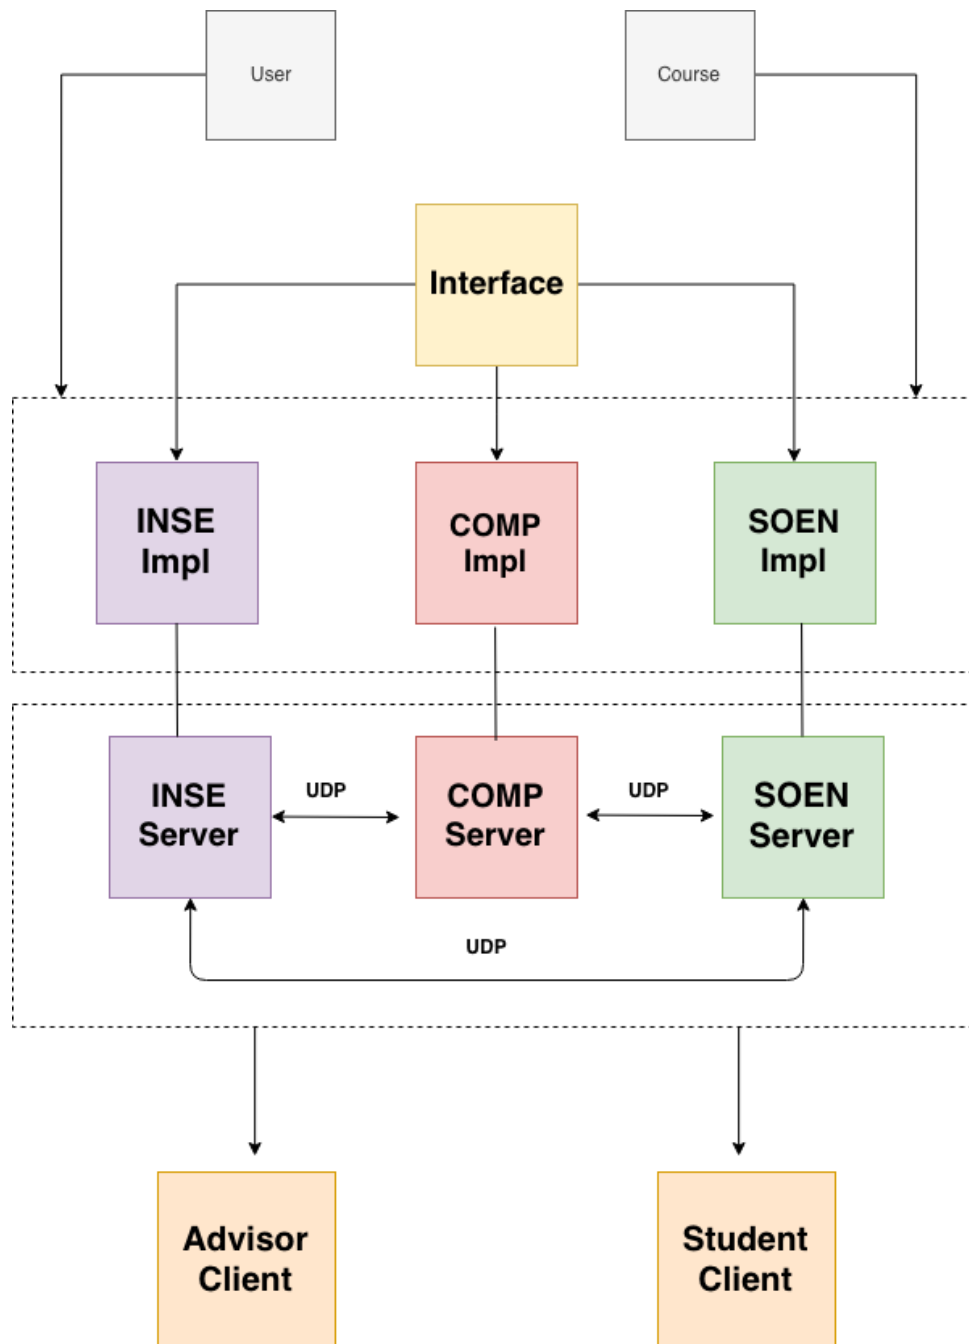 User
Course
Interface
INSE
Impl
COMP
Impl
SOEN
Impl
INSE
Server
UDP
COMP
Server
UDP
SOEN
Server
UDP
Advisor
Client
Student
Client